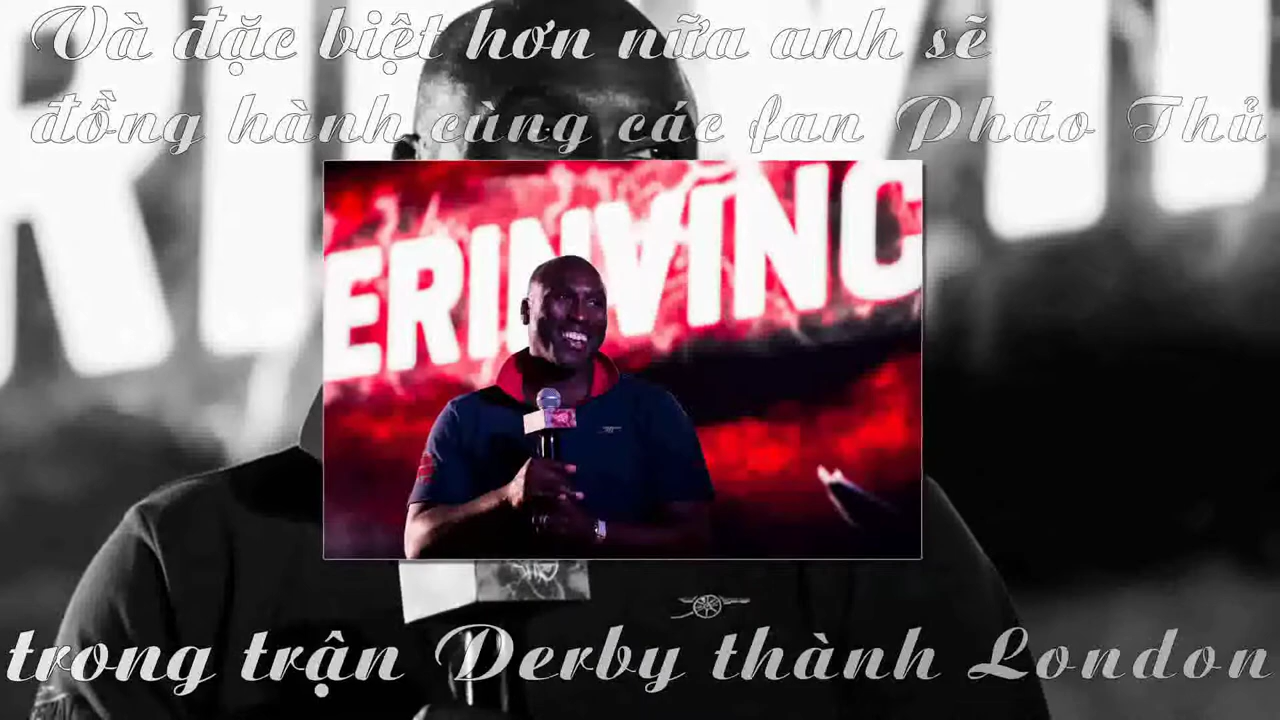 Và đặc biệt hơn nữa anh sẽ
đồng hành cùng các fan Pháo Thủ
ERINVINC
trong trận Derby thành London